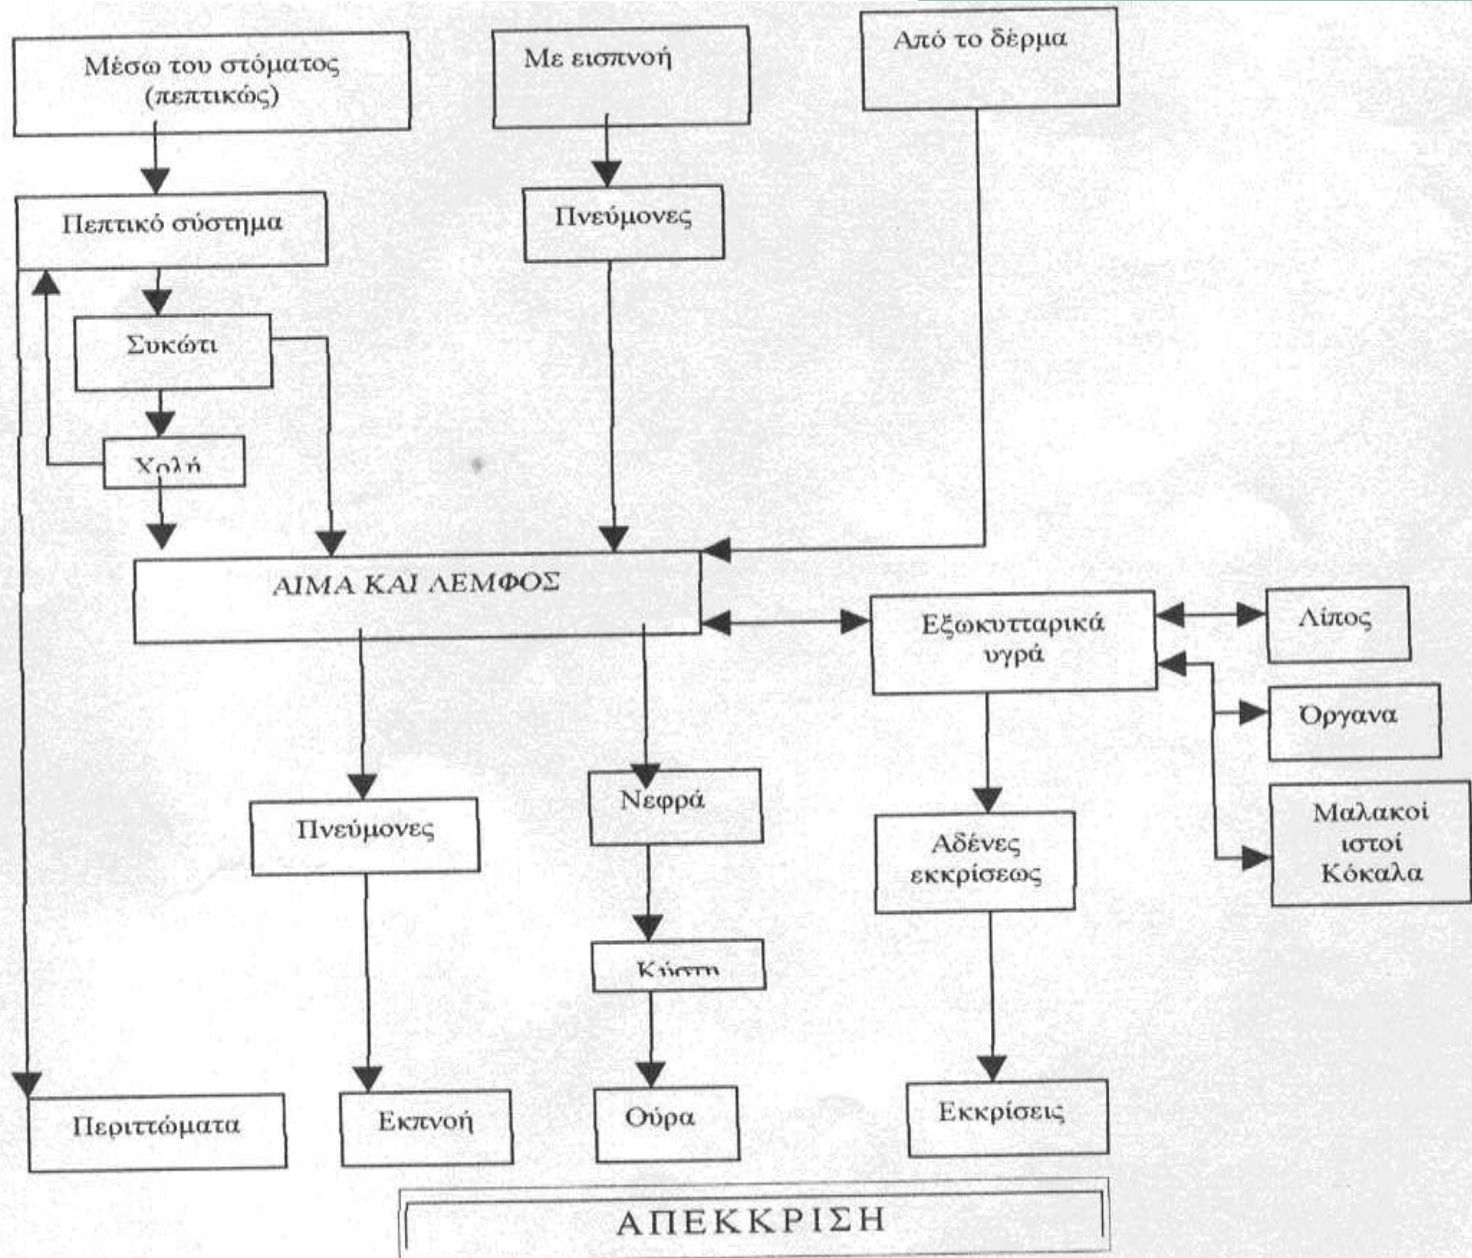 Μέσω του στόματος
(πεπτικώς)
Με εισπνοή
Από το δέρμα
Πεπτικό σύστημα
Πνεύμονες
Συκώτι
Χολή
ΑΙΜΑ ΚΑΙ ΛΕΜΦΟΣ
Εξωκυτταρικά
υγρά
Λίπος
Όργανα
Μαλακοί
ιστοί
Κόκαλα
Πνεύμονες
Νεφρά
Αδένες
εκκρίσεως
Κύστη
Περιττώματα
Εκπνοή
Ούρα
Εκκρίσεις
ΑΠΕΚΚΡΙΣΗ